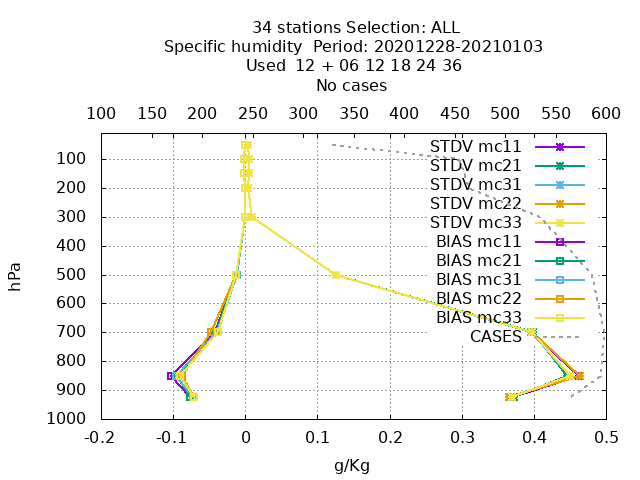 34 stations Selection: ALL
Specific humidity  Period: 20201228-20210103
Used  12 + 06 12 18 24 36
No cases
100 150 200 250 300 350 400 450 500 550 600
STDV mc11
STDV mc21
STDV mc31
STDV mc22
STDV mc33
BIAS mc11
BIAS mc21
BIAS mc31
BIAS mc22
BIAS mc33
CASES
100
200
300
400
500
600
700
800
900
1000
hPa
-0.2 -0.1 0 0.1 0.2 0.3 0.4 0.5
g/Kg